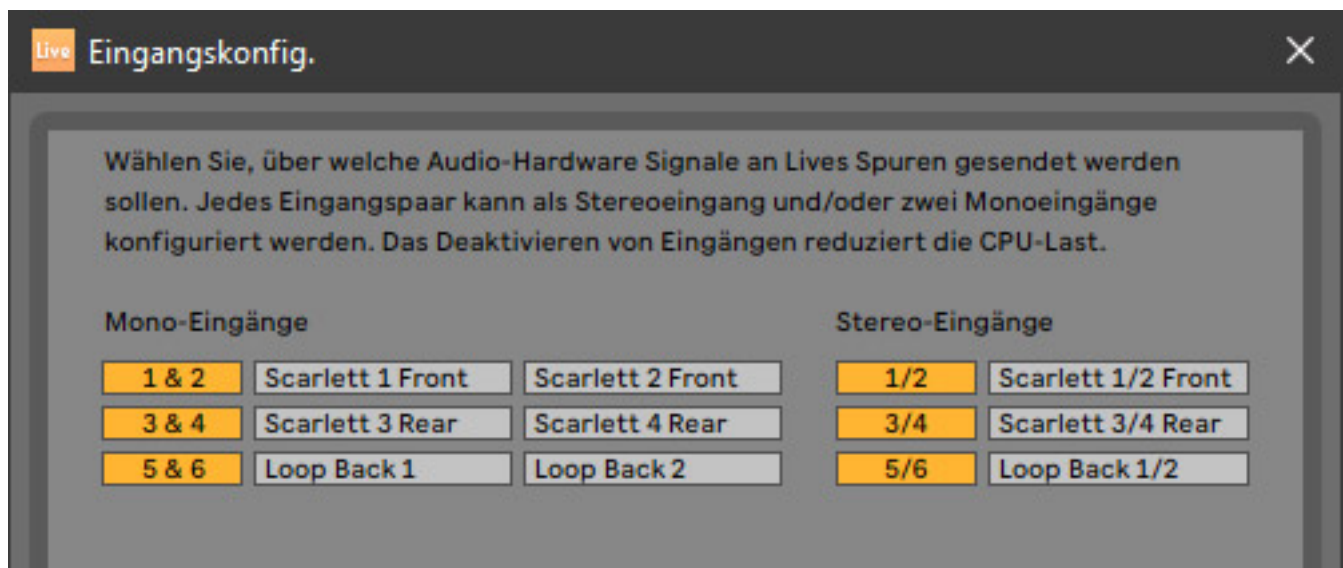 Live Eingangskonfig.
Wählen Sie, über welche Audio-Hardware Signale an Lives Spuren gesendet werden
sollen. Jedes Eingangspaar kann als Stereoeingang und/oder zwei Monoeingänge
konfiguriert werden. Das Deaktivieren von Eingängen reduziert die CPU-Last.
Mono-Eingänge Stereo-Eingänge
1 & 2 Scarlett 1 Front Scarlett 2 Front 1/2 Scarlett 1/2 Front
3 & 4 Scarlett 3 Rear Scarlett 4 Rear 3/4 Scarlett 3/4 Rear
5 & 6 Loop Back 1 Loop Back 2 5/6 Loop Back 1/2